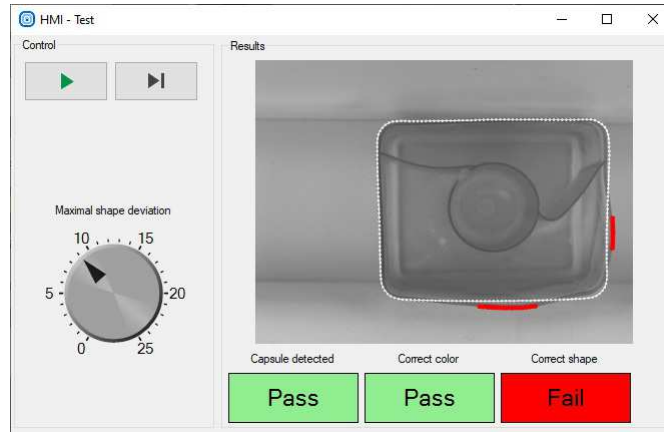 HMI - Test
Control
Results
Maximal shape deviation
10
15
5
20
0
25
Capsule detected
Correct color
Correct shape
Pass
Pass
Fail